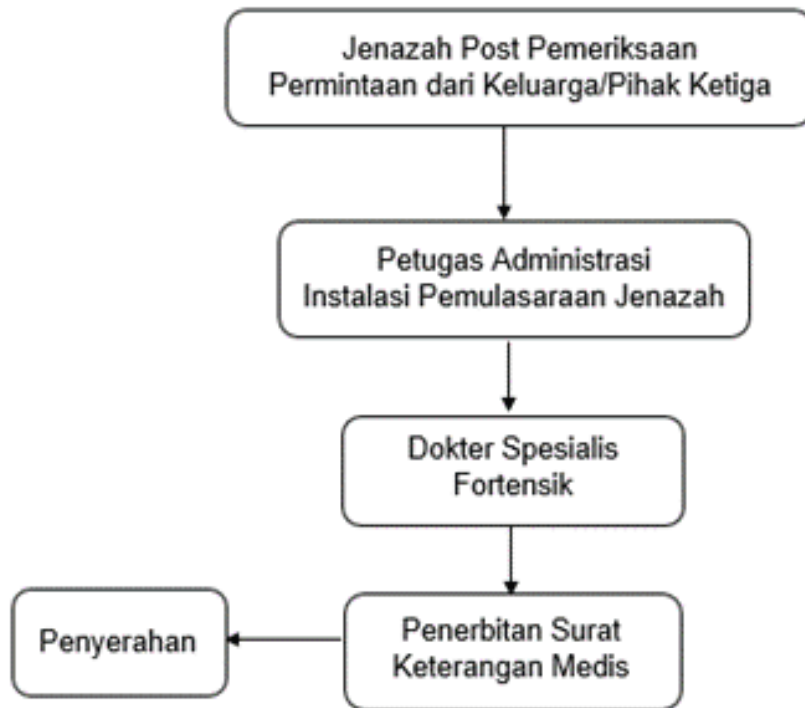 Jenazah Post Pemeriksaan
Permintaan dari Keluarga/Pihak Ketiga
Petugas Administrasi
Instalasi Pemulasaraan Jenazah
Dokter Spesialis
Fortensik
Penerbitan Surat
Keterangan Medis
Penyerahan